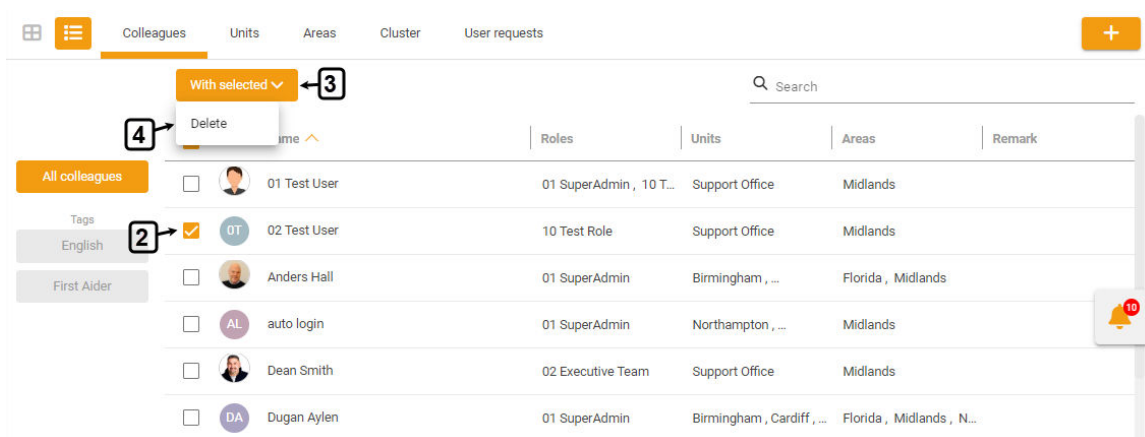 Colleagues Units Areas Cluster User requests +
With selected 3 Search
4 Delete
ame Roles Units Areas Remark
All colleagues 01 Test User 01 SuperAdmin , 10 T... Support Office Midlands
Tags
2 0T 02 Test User 10 Test Role Support Office Midlands
English
First Aider Anders Hall 01 SuperAdmin Birmingham , ... Florida , Midlands
10
AL auto login 01 SuperAdmin Northampton , ... Midlands
Dean Smith 02 Executive Team Support Office Midlands
DA Dugan Aylen 01 SuperAdmin Birmingham , Cardiff , ... Florida , Midlands , N...